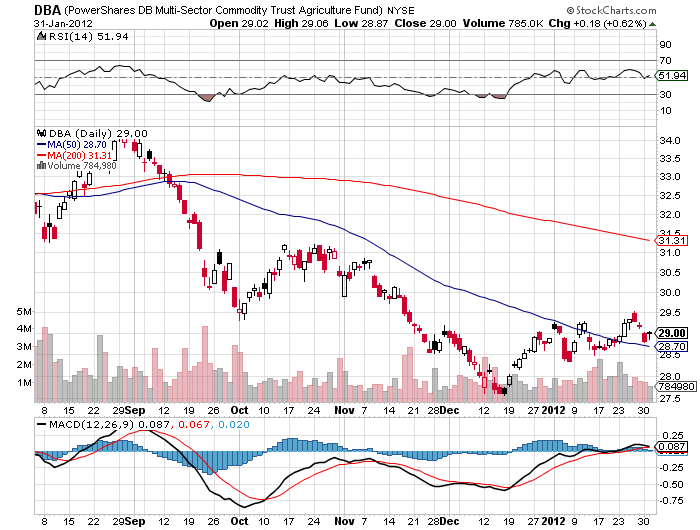 DBA (PowerShares DB Multi-Sector Commodity Trust Agriculture Fund) NYSE
© StockCharts.com
31-Jan-2012
Open 29.02 High 29.06 Low 28.87 Close 29.00 Volume 785.0K Chg +0.18 (+0.62%)
RSI(14) 51.94
90
70
51.94
30
10
DBA (Daily) 29.00
MA(50) 28.70
MA(200) 31.31
Volume 784,980
34.0
33.5
33.0
32.5
32.0
31.5
31.31
31.0
30.5
30.0
29.5
29.00
28.70
28.5
28.0
784980
27.5
5M
4M
3M
2M
1M
8 15 22 29 Sep 12 19 26 Oct 10 17 24 Nov 7 14 21 28 Dec 12 19 27 2012 9 17 23 30
MACD(12,26,9) 0.087, 0.067, 0.020
0.25
0.087
-0.25
-0.50
-0.75
8 15 22 29 Sep 12 19 26 Oct 10 17 24 Nov 7 14 21 28 Dec 12 19 27 2012 9 17 23 30